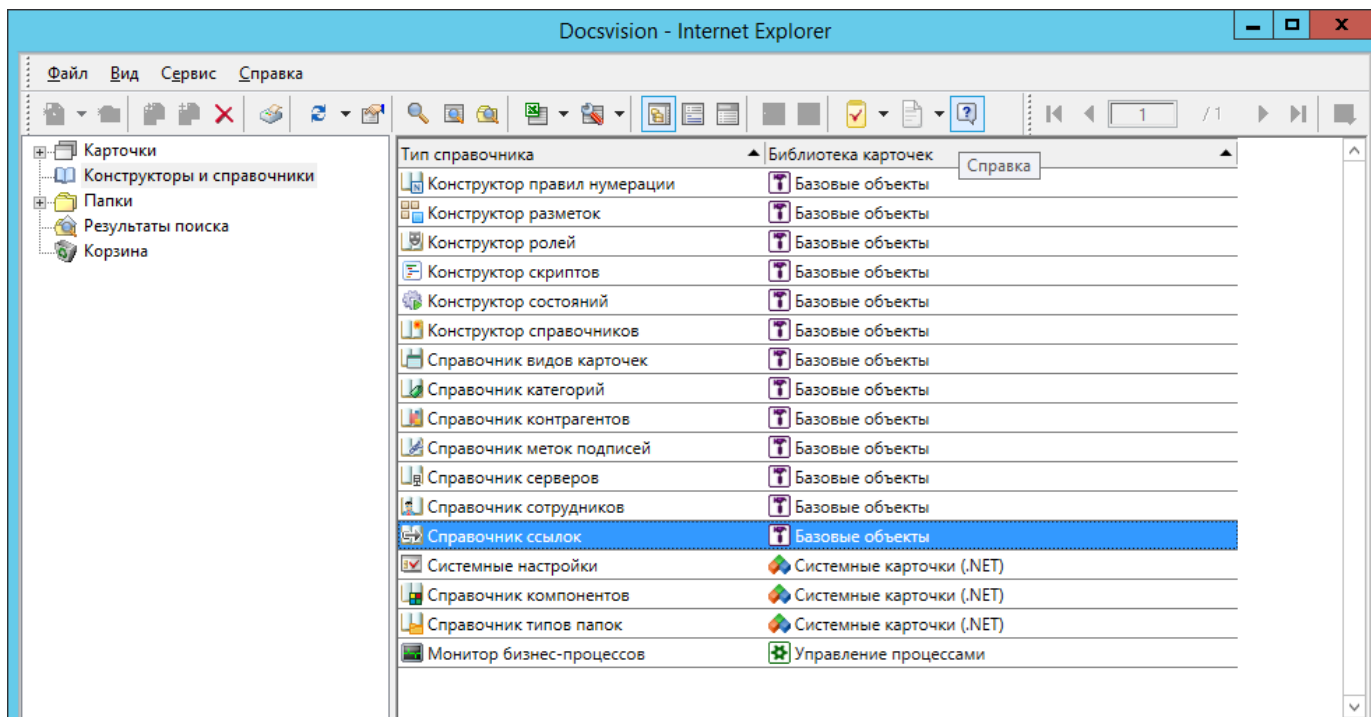 Docsvision - Internet Explorer
Файл Вид Сервис Справка
1 / 1
Карточки
Конструкторы и справочники
Папки
Результаты поиска
Корзина
Тип справочника Библиотека карточек
Справка
Конструктор правил нумерации Базовые объекты
Конструктор разметок Базовые объекты
Конструктор ролей Базовые объекты
Конструктор скриптов Базовые объекты
Конструктор состояний Базовые объекты
Конструктор справочников Базовые объекты
Справочник видов карточек Базовые объекты
Справочник категорий Базовые объекты
Справочник контрагентов Базовые объекты
Справочник меток подписей Базовые объекты
Справочник серверов Базовые объекты
Справочник сотрудников Базовые объекты
Справочник ссылок Базовые объекты
Системные настройки Системные карточки (.NET)
Справочник компонентов Системные карточки (.NET)
Справочник типов папок Системные карточки (.NET)
Монитор бизнес-процессов Управление процессами